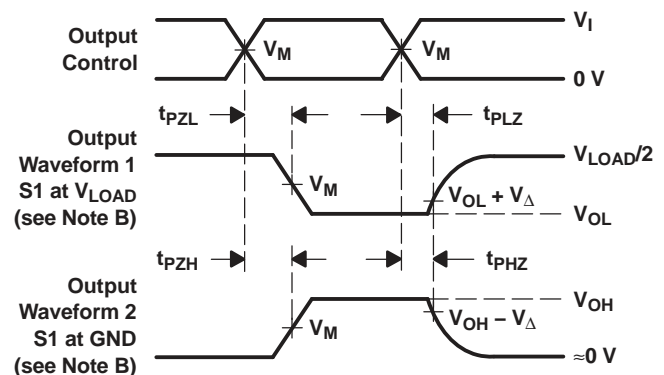 Output
Control
V_M
V_M
V_I
0 V
t_PZL
t_PLZ
Output
Waveform 1
S1 at V_LOAD
(see Note B)
V_M
V_LOAD/2
V_OL + V_Δ
V_OL
t_PZH
t_PHZ
Output
Waveform 2
S1 at GND
(see Note B)
V_M
V_OH
V_OH − V_Δ
≈0 V